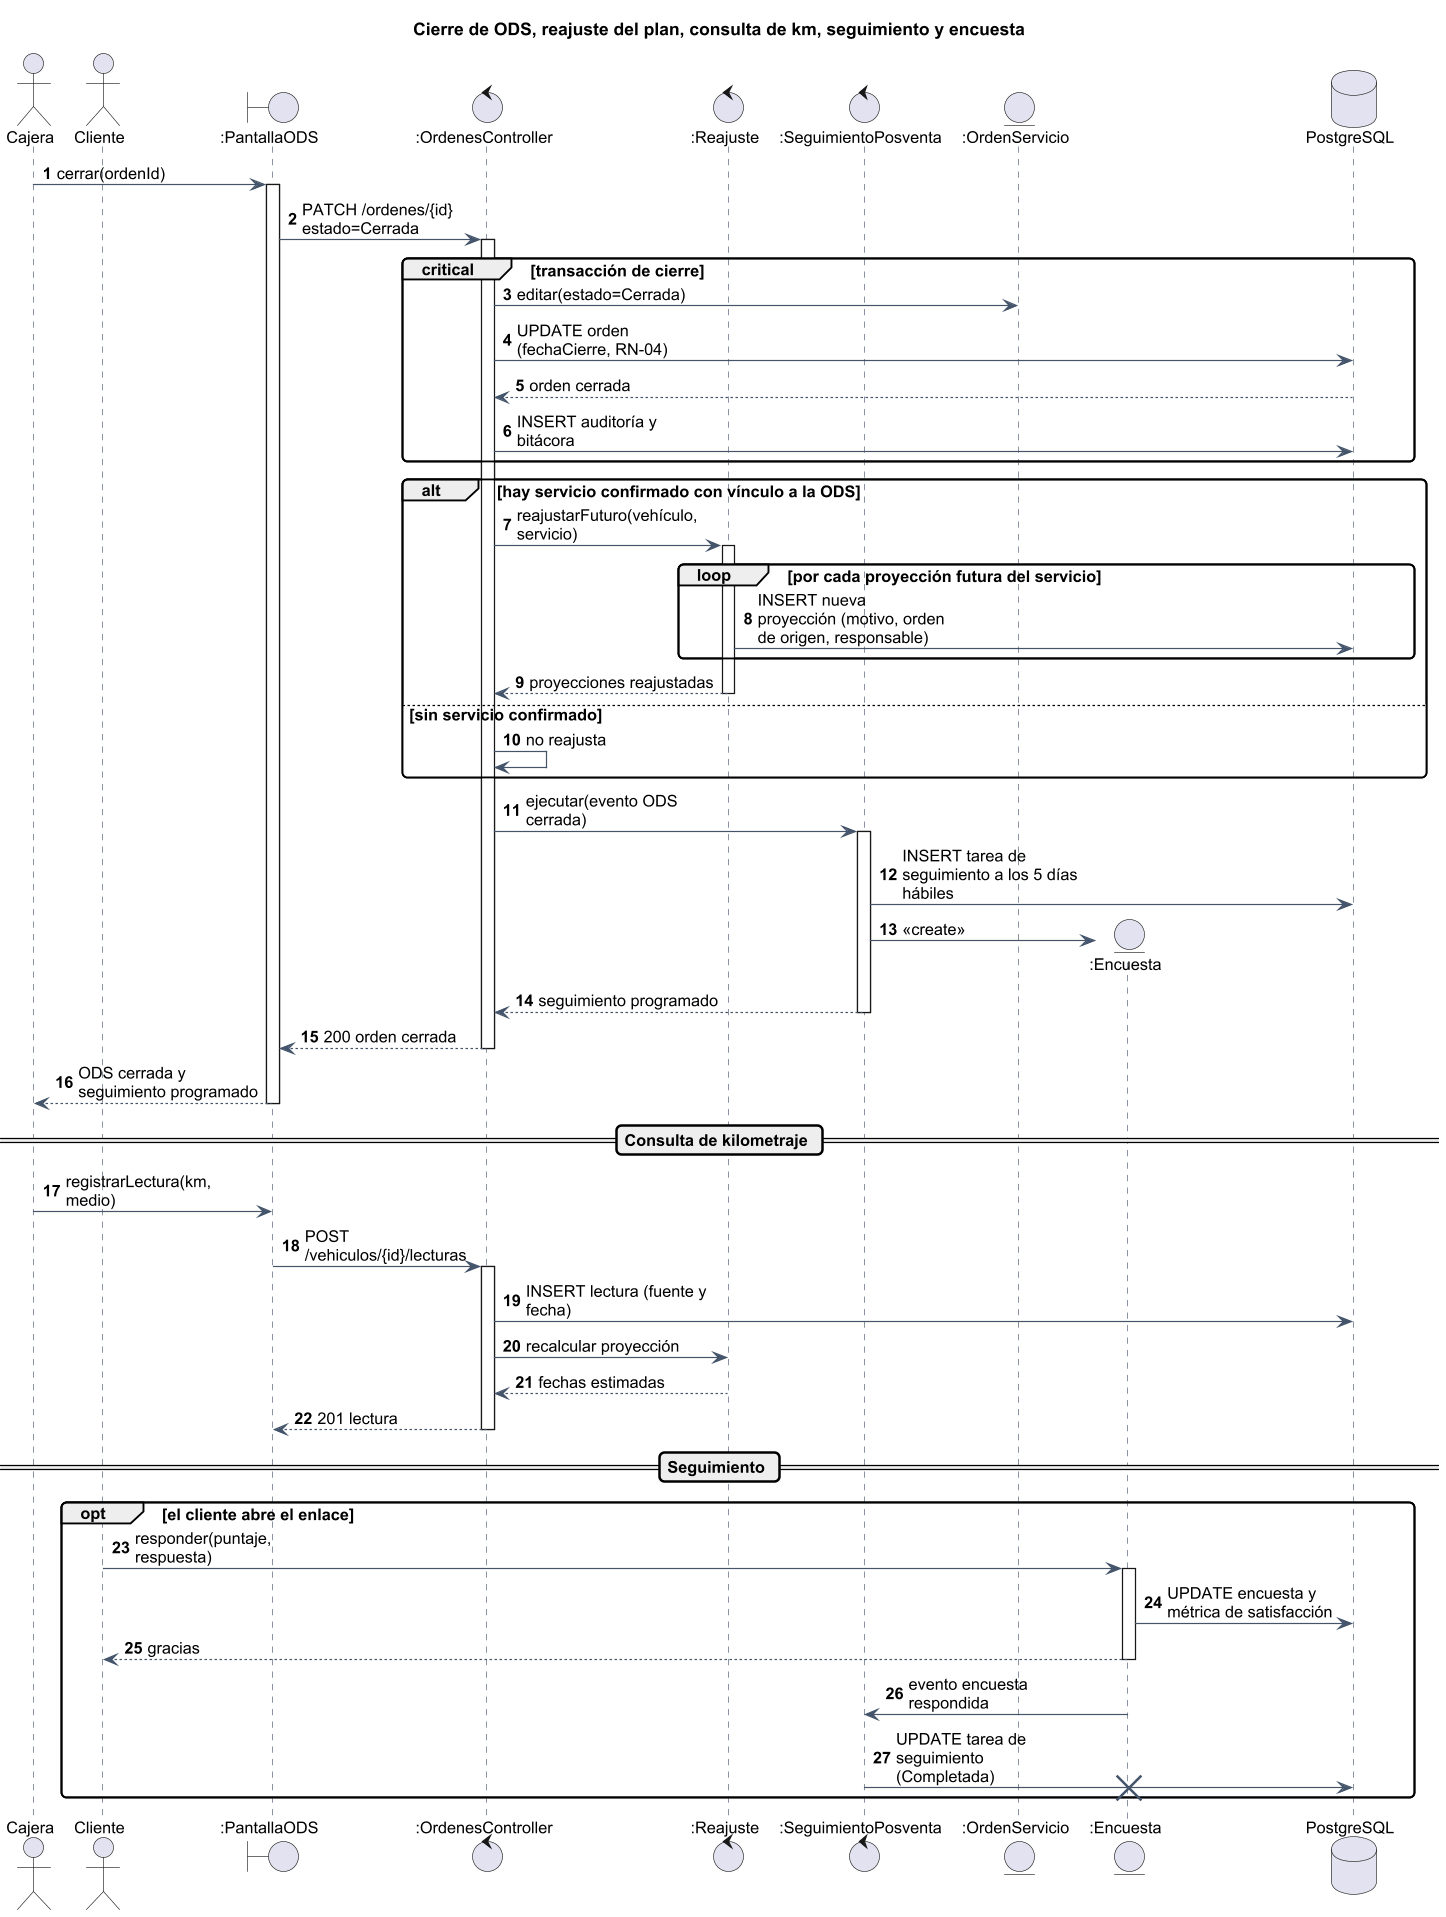 Cierre de ODS, reajuste del plan, consulta de km, seguimiento y encuesta
Cajera
Cliente
:PantallaODS
:OrdenesController
:Reajuste
:SeguimientoPosventa
:OrdenServicio
PostgreSQL
1 cerrar(ordenId)
2 PATCH /ordenes/{id}
estado=Cerrada
critical [transacción de cierre]
3 editar(estado=Cerrada)
4 UPDATE orden
(fechaCierre, RN-04)
5 orden cerrada
6 INSERT auditoría y
bitácora
alt [hay servicio confirmado con vínculo a la ODS]
7 reajustarFuturo(vehículo,
servicio)
loop [por cada proyección futura del servicio]
INSERT nueva
8 proyección (motivo, orden
de origen, responsable)
9 proyecciones reajustadas
[sin servicio confirmado]
10 no reajusta
11 ejecutar(evento ODS
cerrada)
INSERT tarea de
12 seguimiento a los 5 días
hábiles
13 «create»
:Encuesta
14 seguimiento programado
15 200 orden cerrada
16 ODS cerrada y
seguimiento programado
Consulta de kilometraje
17 registrarLectura(km,
medio)
18 POST
/vehiculos/{id}/lecturas
19 INSERT lectura (fuente y
fecha)
20 recalcular proyección
21 fechas estimadas
22 201 lectura
Seguimiento
opt [el cliente abre el enlace]
23 responder(puntaje,
respuesta)
24 UPDATE encuesta y
métrica de satisfacción
25 gracias
26 evento encuesta
respondida
UPDATE tarea de
27 seguimiento
(Completada)
Cajera
Cliente
:PantallaODS
:OrdenesController
:Reajuste
:SeguimientoPosventa
:OrdenServicio
:Encuesta
PostgreSQL